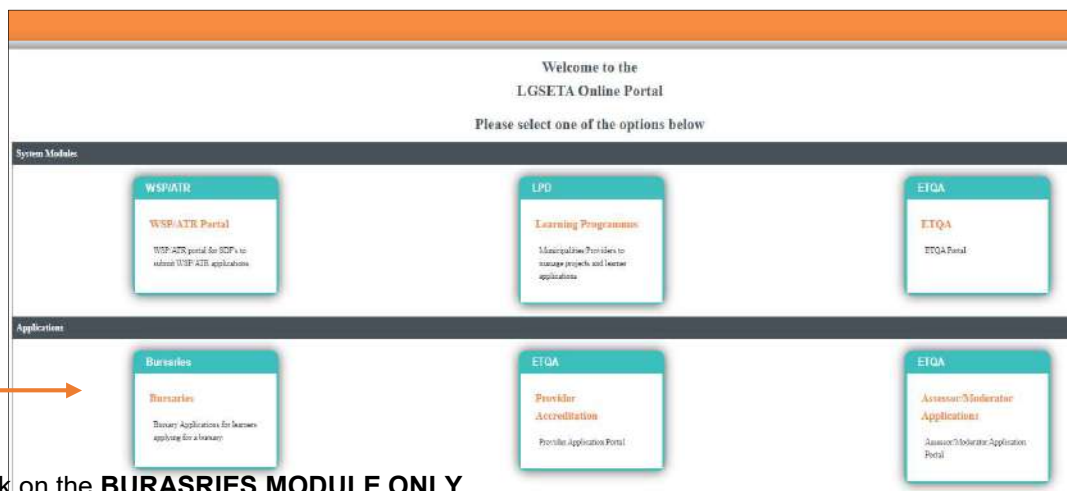 Welcome to the
LGSETA Online Portal
Please select one of the options below
System Modules
WSP/ATR
WSP/ATR Portal
WSP/ATR portal for SDF's to
submit WSP/ATR applications
LPD
Learning Programmes
Municipalities/Providers to
manage projects and learner
applications
ETQA
ETQA
ETQA Portal
Applications
Bursaries
Bursaries
Bursary Applications for learners
applying for a bursary
ETQA
Provider
Accreditation
Provider Application Portal
ETQA
Assessor/Moderator
Applications
Assessor/Moderator Application
Portal
on the BURASRIES MODULE ONLY